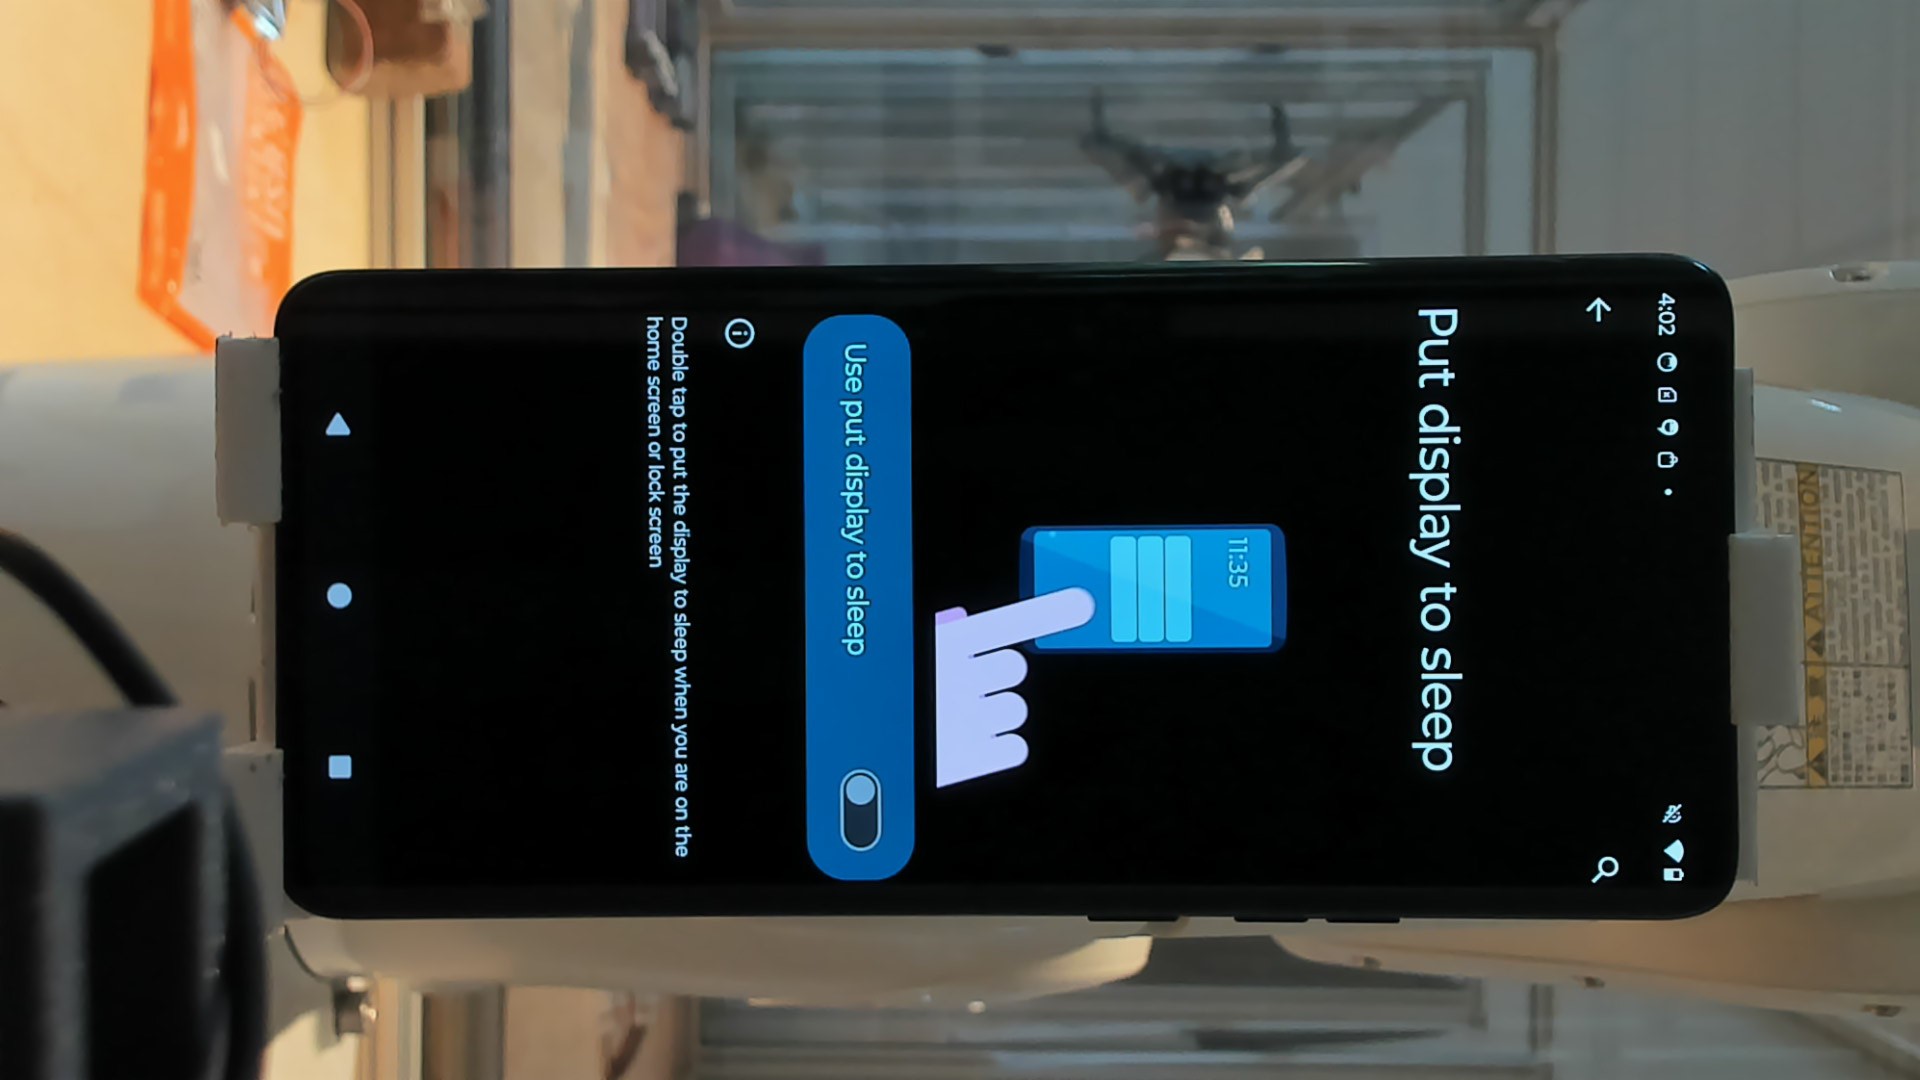 4:02
Put display to sleep
11:35
Use put display to sleep
Double tap to put the display to sleep when you are on the
home screen or lock screen
ATTENTION